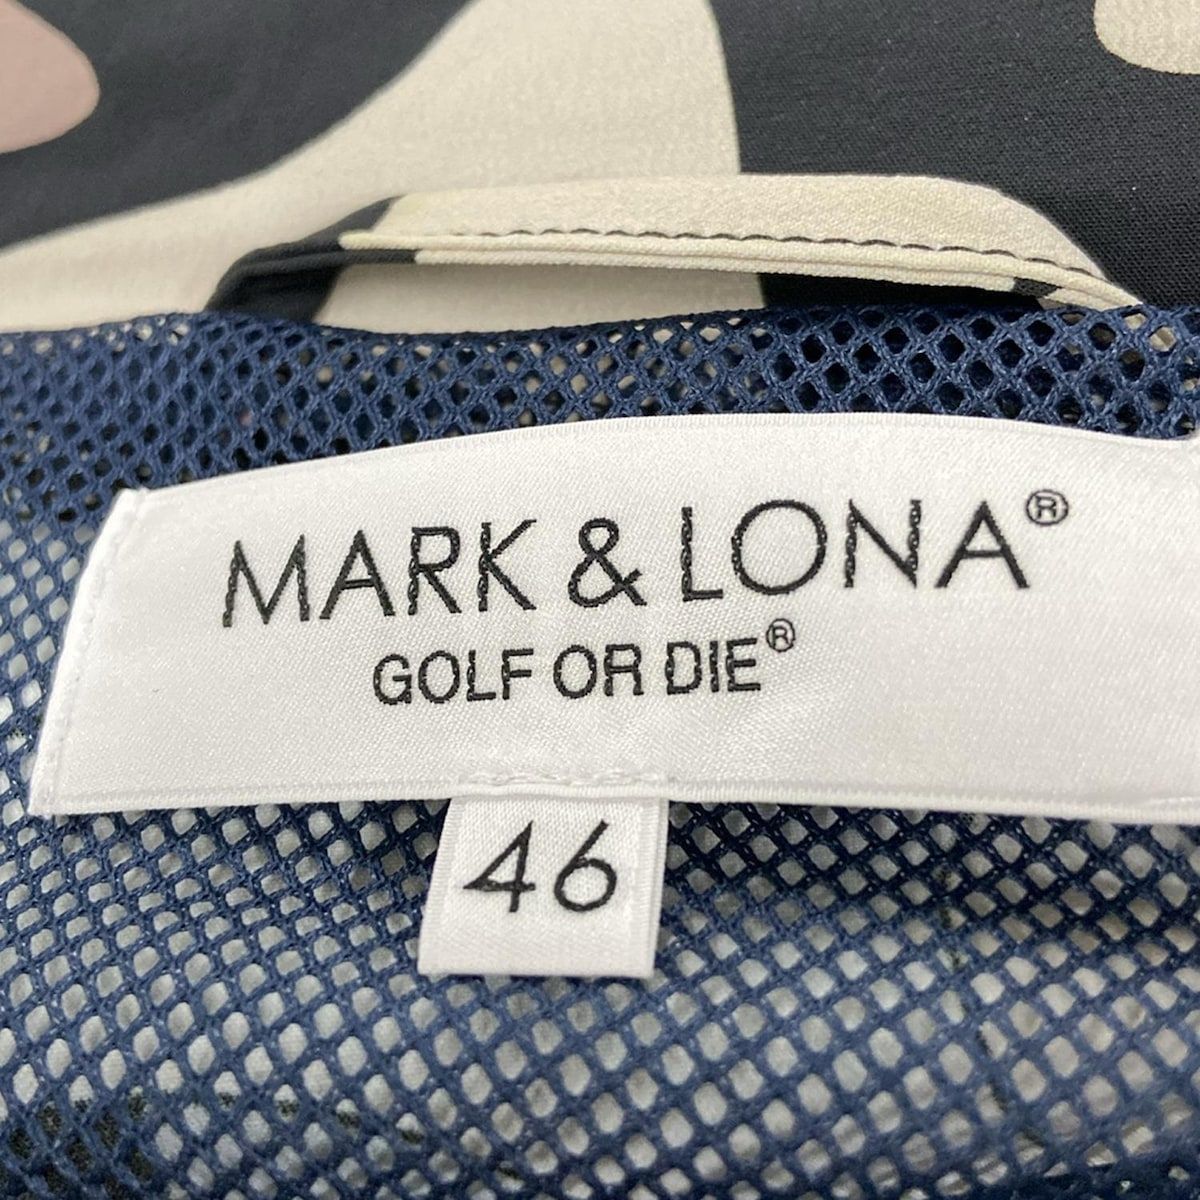 MARK & LONA®
GOLF OR DIE®
46